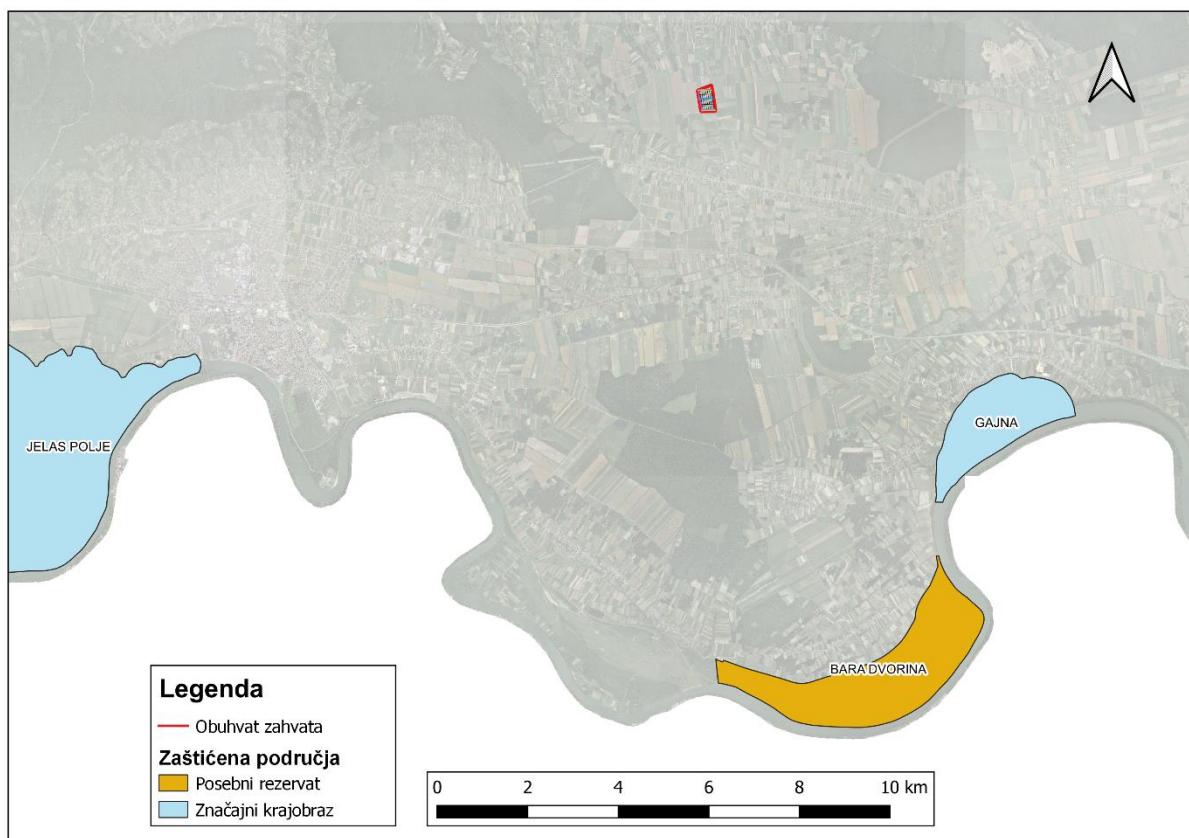 JELAS POLJE
GAJNA
BARA DVORINA
Legenda
Obuhvat zahvata
Zaštićena područja
Posebni rezervat
Značajni krajobraz
0 2 4 6 8 10 km